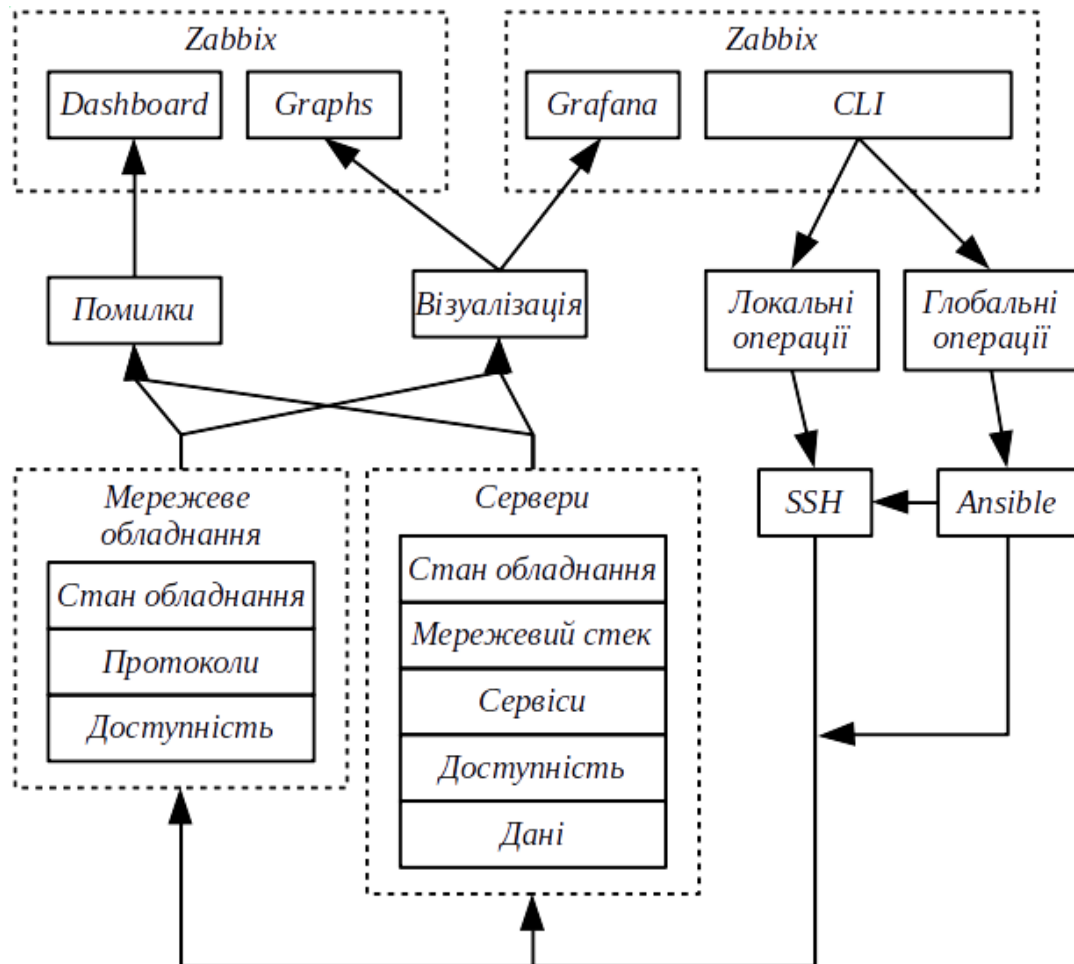 Zabbix
Zabbix
Dashboard
Graphs
Grafana
CLI
Помилки
Візуалізація
Локальні
операції
Глобальні
операції
Мережеве
обладнання
Стан обладнання
Протоколи
Доступність
Сервери
Стан обладнання
Мережевий стек
Сервіси
Доступність
Дані
SSH
Ansible